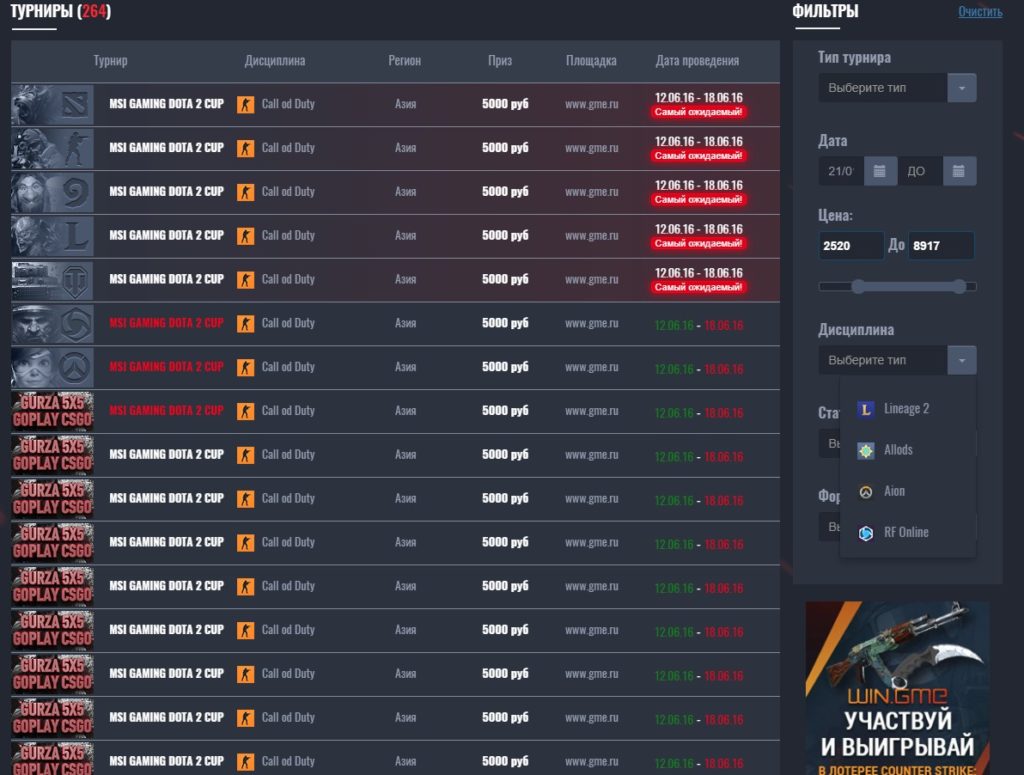 ТУРНИРЫ (264)
Турнир Дисциплина Регион Приз Площадка Дата проведения
MSI GAMING DOTA 2 CUP Call od Duty Азия 5000 руб www.gme.ru 12.06.16 - 18.06.16
Самый ожидаемый!
MSI GAMING DOTA 2 CUP Call od Duty Азия 5000 руб www.gme.ru 12.06.16 - 18.06.16
Самый ожидаемый!
MSI GAMING DOTA 2 CUP Call od Duty Азия 5000 руб www.gme.ru 12.06.16 - 18.06.16
Самый ожидаемый!
L MSI GAMING DOTA 2 CUP Call od Duty Азия 5000 руб www.gme.ru 12.06.16 - 18.06.16
Самый ожидаемый!
MSI GAMING DOTA 2 CUP Call od Duty Азия 5000 руб www.gme.ru 12.06.16 - 18.06.16
Самый ожидаемый!
MSI GAMING DOTA 2 CUP Call od Duty Азия 5000 руб www.gme.ru 12.06.16 - 18.06.16
MSI GAMING DOTA 2 CUP Call od Duty Азия 5000 руб www.gme.ru 12.06.16 - 18.06.16
GURZA 5X5
GOPLAY CSGO MSI GAMING DOTA 2 CUP Call od Duty Азия 5000 руб www.gme.ru 12.06.16 - 18.06.16
GURZA 5X5
GOPLAY CSGO MSI GAMING DOTA 2 CUP Call od Duty Азия 5000 руб www.gme.ru 12.06.16 - 18.06.16
GURZA 5X5
GOPLAY CSGO MSI GAMING DOTA 2 CUP Call od Duty Азия 5000 руб www.gme.ru 12.06.16 - 18.06.16
GURZA 5X5
GOPLAY CSGO MSI GAMING DOTA 2 CUP Call od Duty Азия 5000 руб www.gme.ru 12.06.16 - 18.06.16
GURZA 5X5
GOPLAY CSGO MSI GAMING DOTA 2 CUP Call od Duty Азия 5000 руб www.gme.ru 12.06.16 - 18.06.16
GURZA 5X5
GOPLAY CSGO MSI GAMING DOTA 2 CUP Call od Duty Азия 5000 руб www.gme.ru 12.06.16 - 18.06.16
GURZA 5X5
GOPLAY CSGO MSI GAMING DOTA 2 CUP Call od Duty Азия 5000 руб www.gme.ru 12.06.16 - 18.06.16
GURZA 5X5
GOPLAY CSGO MSI GAMING DOTA 2 CUP Call od Duty Азия 5000 руб www.gme.ru 12.06.16 - 18.06.16
GURZA 5X5
GOPLAY CSGO MSI GAMING DOTA 2 CUP Call od Duty Азия 5000 руб www.gme.ru 12.06.16 - 18.06.16
ФИЛЬТРЫ Очистить
Тип турнира
Выберите тип
Дата
21/0 ДО
Цена:
2520 До 8917
Дисциплина
Выберите тип
L Lineage 2
Allods
Aion
RF Online
Ста
Вы
Фор
Вы
WIN.GME
УЧАСТВУЙ
И ВЫИГРЫВАЙ
В ЛОТЕРЕЕ COUNTER STRIKE: